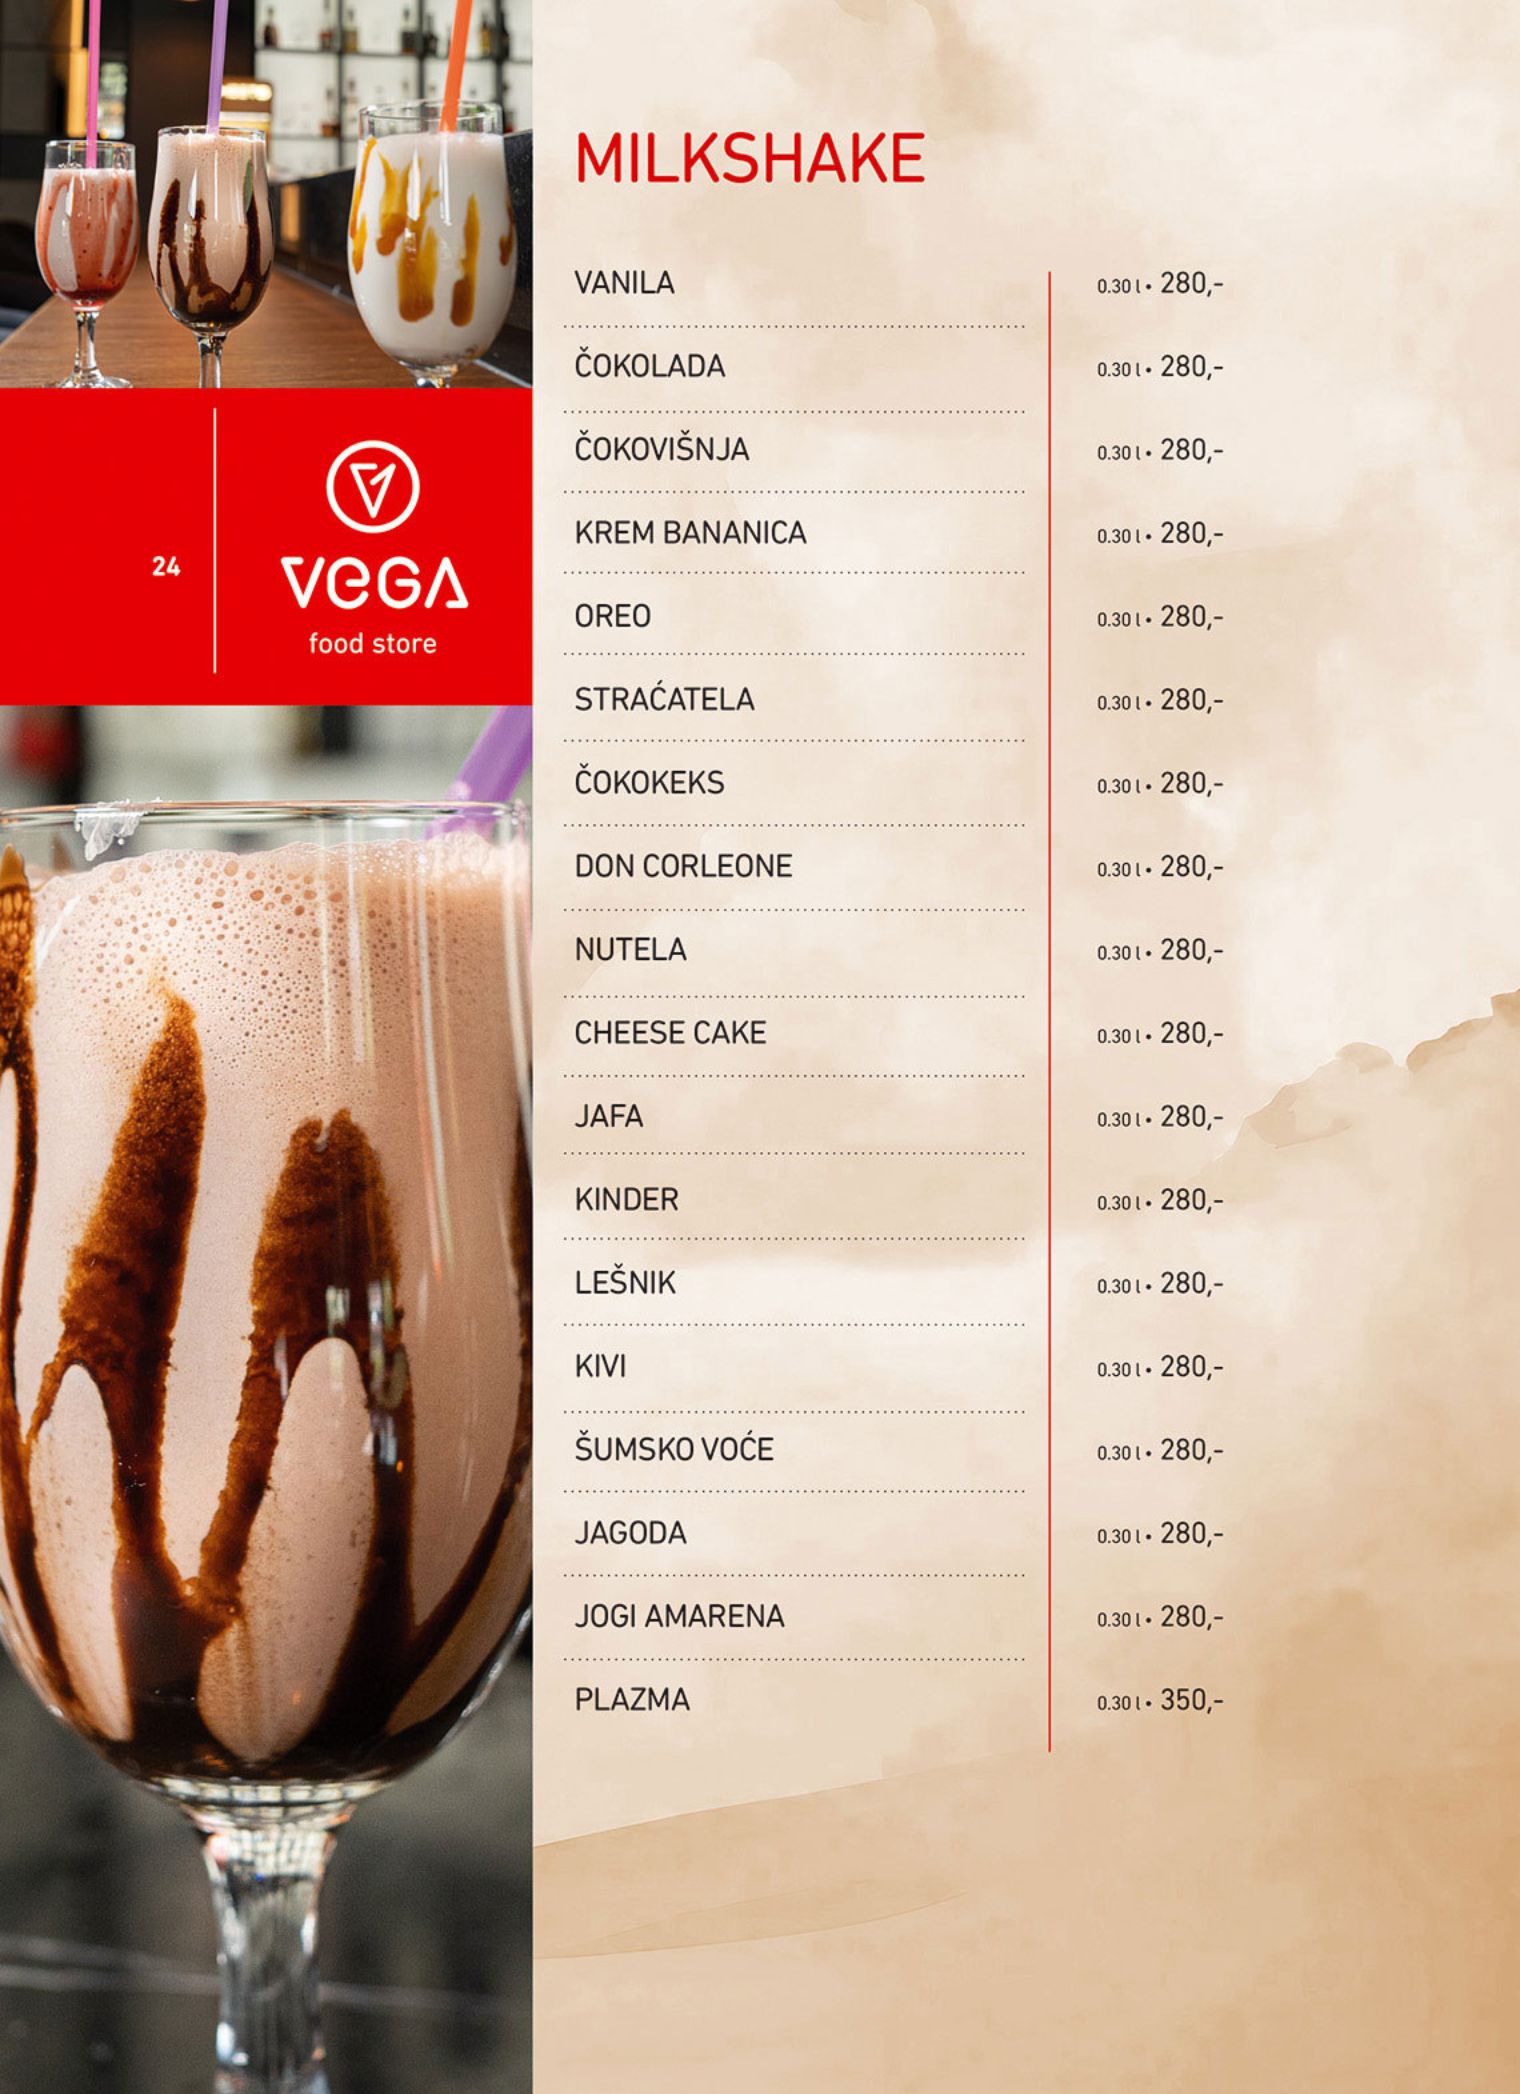 MILKSHAKE
VANILA 0.30 l • 280,-
ČOKOLADA 0.30 l • 280,-
ČOKOVIŠNJA 0.30 l • 280,-
KREM BANANICA 0.30 l • 280,-
OREO 0.30 l • 280,-
STRAĆATELA 0.30 l • 280,-
ČOKOKEKS 0.30 l • 280,-
DON CORLEONE 0.30 l • 280,-
NUTELA 0.30 l • 280,-
CHEESE CAKE 0.30 l • 280,-
JAFA 0.30 l • 280,-
KINDER 0.30 l • 280,-
LEŠNIK 0.30 l • 280,-
KIVI 0.30 l • 280,-
ŠUMSKO VOĆE 0.30 l • 280,-
JAGODA 0.30 l • 280,-
JOGI AMARENA 0.30 l • 280,-
PLAZMA 0.30 l • 350,-
24
VeGA
food store